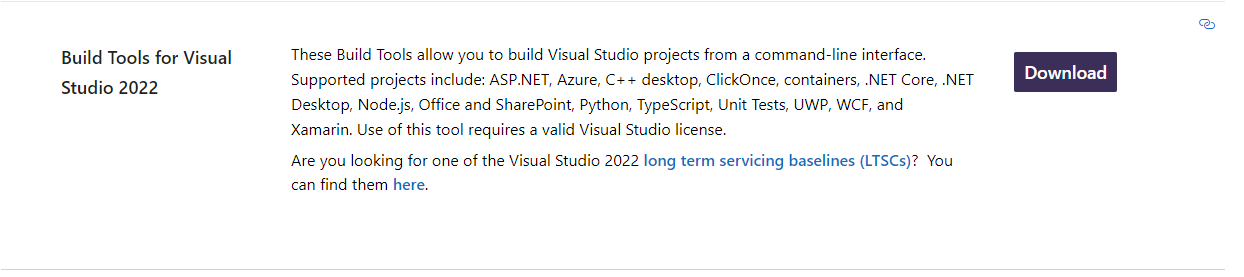 Build Tools for Visual
Studio 2022
These Build Tools allow you to build Visual Studio projects from a command-line interface.
Supported projects include: ASP.NET, Azure, C++ desktop, ClickOnce, containers, .NET Core, .NET
Desktop, Node.js, Office and SharePoint, Python, TypeScript, Unit Tests, UWP, WCF, and
Xamarin. Use of this tool requires a valid Visual Studio license.
Are you looking for one of the Visual Studio 2022 long term servicing baselines (LTSCs)?  You
can find them here.
Download